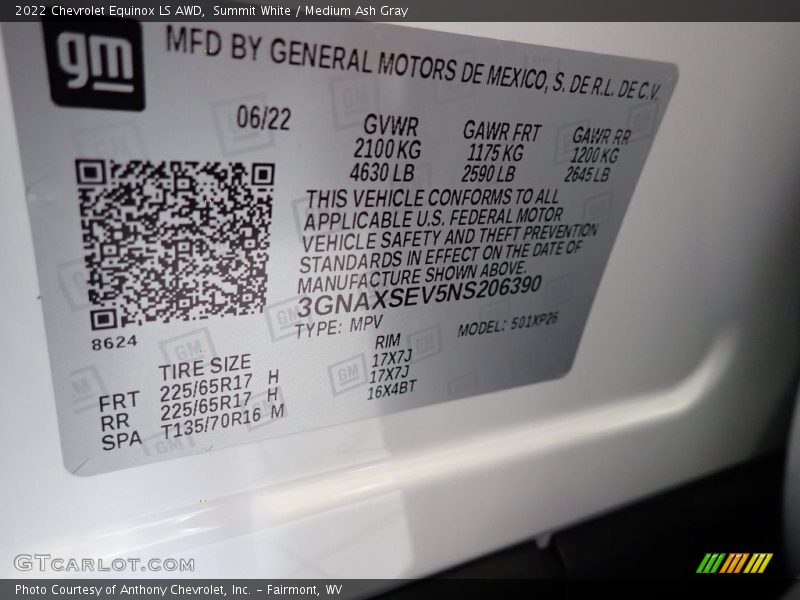 2022 Chevrolet Equinox LS AWD,  Summit White / Medium Ash Gray
gm
MFD BY GENERAL MOTORS DE MEXICO, S. DE R.L. DE C.V.
06/22
GVWR GAWR FRT GAWR RR
2100 KG 1175 KG 1200 KG
4630 LB 2590 LB 2645 LB
THIS VEHICLE CONFORMS TO ALL
APPLICABLE U.S. FEDERAL MOTOR
VEHICLE SAFETY AND THEFT PREVENTION
STANDARDS IN EFFECT ON THE DATE OF
MANUFACTURE SHOWN ABOVE.
3GNAXSEV5NS206390
TYPE: MPV MODEL: 501XP26
8624
TIRE SIZE RIM
FRT 225/65R17 H 17X7J
RR 225/65R17 H 17X7J
SPA T135/70R16 M 16X4BT
GTCARLOT.COM
Photo Courtesy of Anthony Chevrolet, Inc. – Fairmont, WV